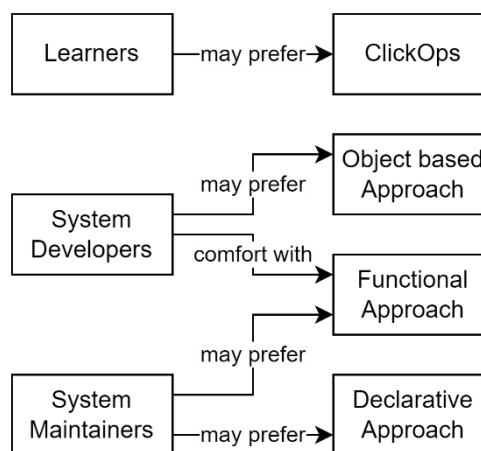 Learners
may prefer
ClickOps
Object based
Approach
may prefer
System
Developers
comfort with
Functional
Approach
may prefer
System
Maintainers
may prefer
Declarative
Approach